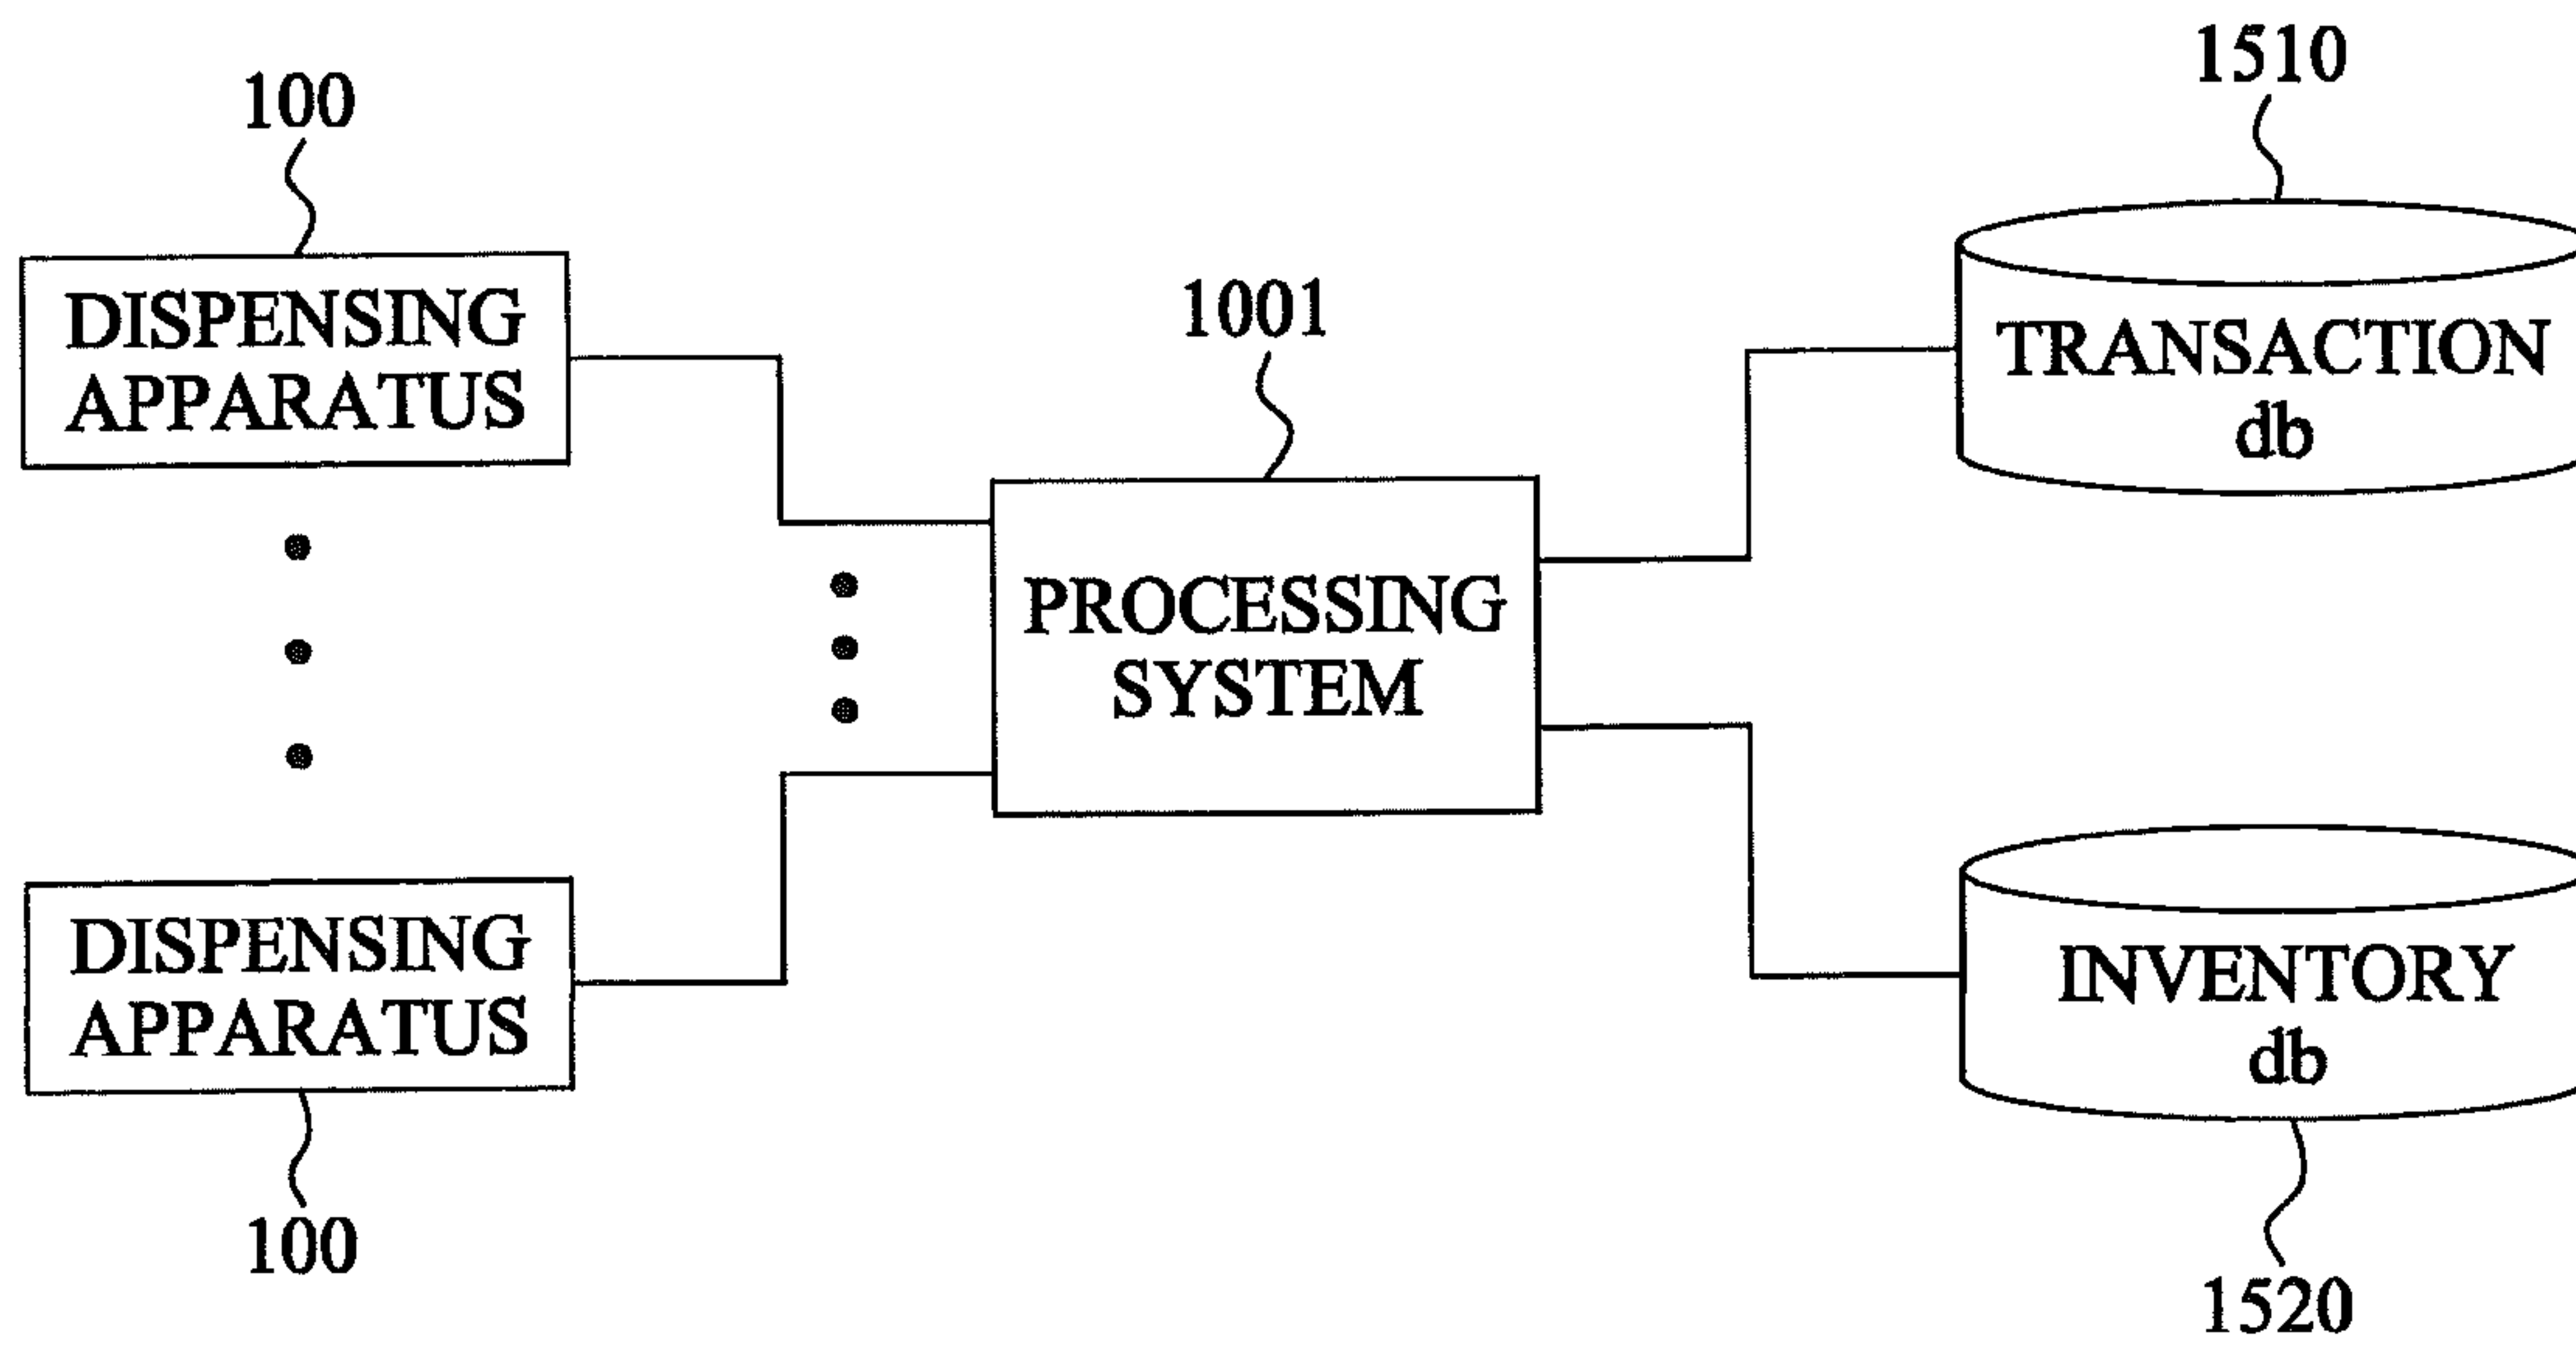 100
DISPENSING
APPARATUS
1001
PROCESSING
SYSTEM
1510
TRANSACTION
db
DISPENSING
APPARATUS
100
INVENTORY
db
1520